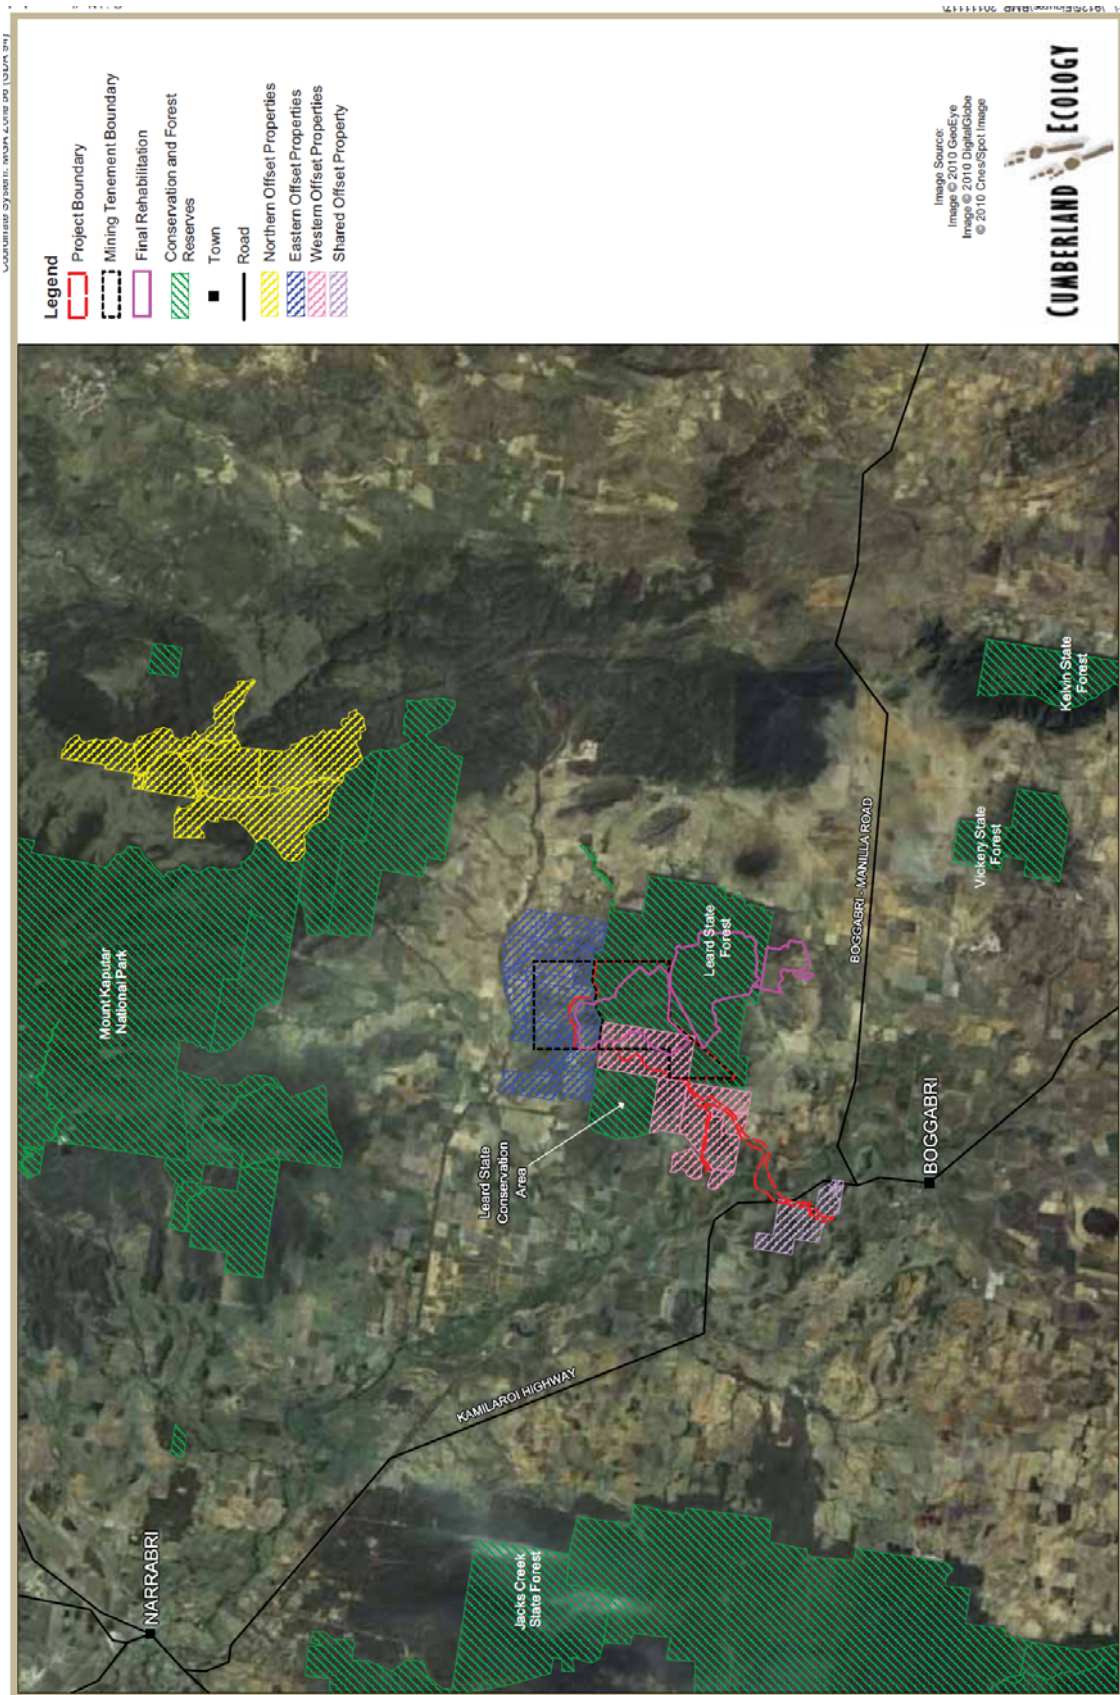 Legend
Project Boundary
Mining Tenement Boundary
Final Rehabilitation
Conservation and Forest
Reserves
Town
Road
Northern Offset Properties
Eastern Offset Properties
Western Offset Properties
Shared Offset Property
Image Source:
Image © 2010 GeoEye
Image © 2010 DigitalGlobe
© 2010 Cnes/Spot Image
CUMBERLAND ECOLOGY
NARRABRI
Mount Kaputar
National Park
KAMILAROI HIGHWAY
Leard State
Conservation
Area
Jacks Creek
State Forest
Leard State
Forest
BOGGABRI - MANILLA ROAD
BOGGABRI
Vickery State
Forest
Kelvin State
Forest